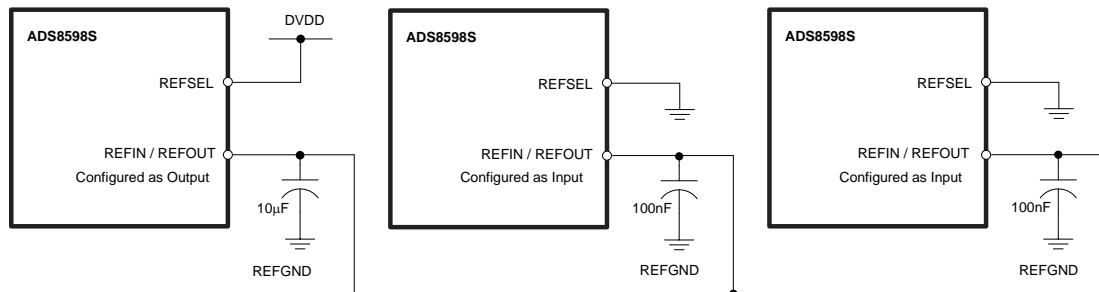 ADS8598S
DVDD
REFSEL
REFIN / REFOUT
Configured as Output
10μF
REFGND
ADS8598S
REFSEL
REFIN / REFOUT
Configured as Input
100nF
REFGND
ADS8598S
REFSEL
REFIN / REFOUT
Configured as Input
100nF
REFGND